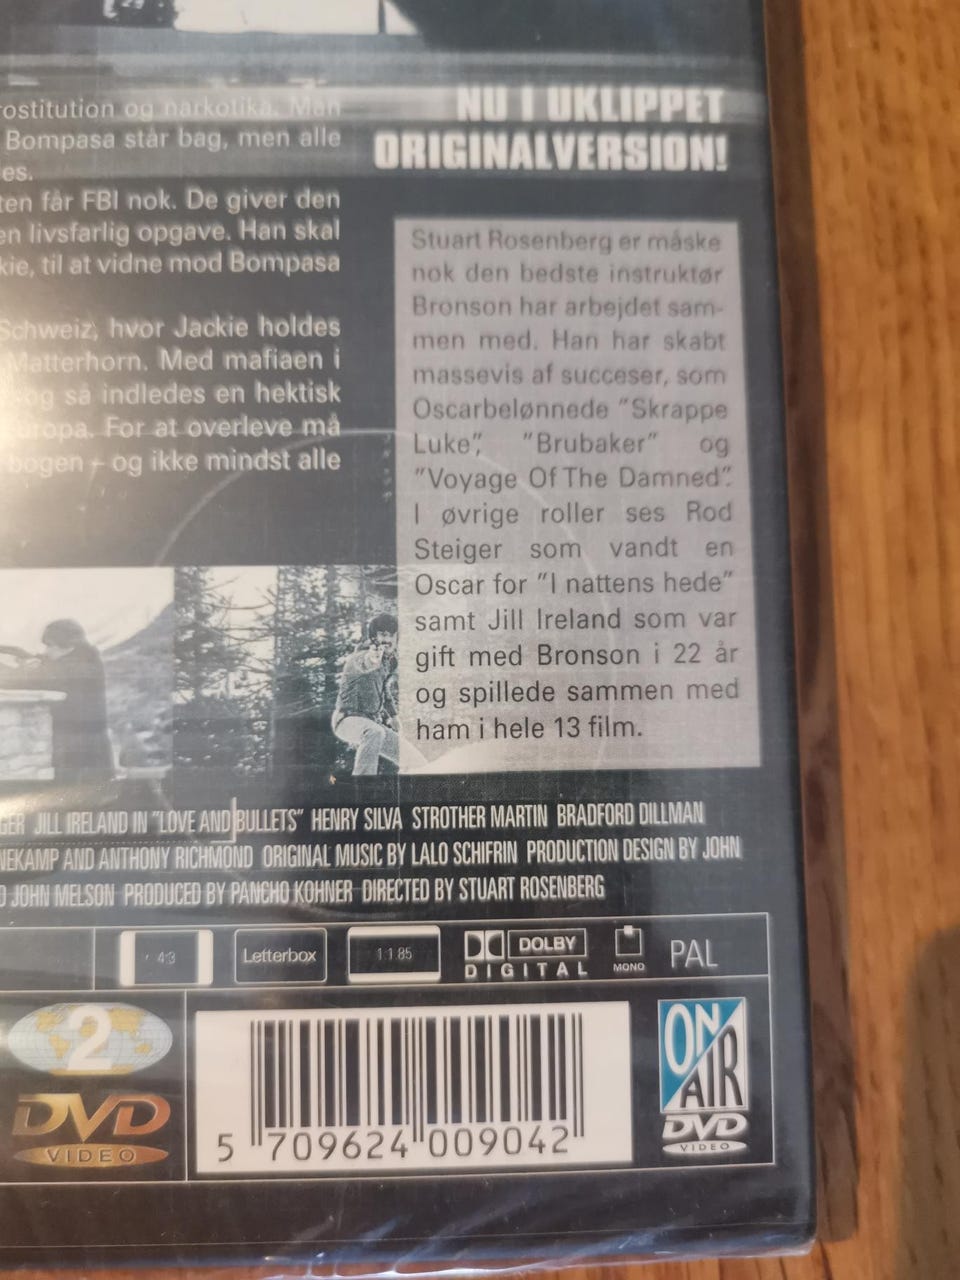 NU I UKLIPPET
ORIGINALVERSION!
og narkotika. Man
Bompasa står bag, men alle
får FBI nok. De giver den
livsfarlig opgave. Han skal
til at vidne mod Bompasa
Schweiz, hvor Jackie holdes
Matterhorn. Med mafiaen i
og så indledes en hektisk
For at overleve må
bogen – og ikke mindst alle
Stuart Rosenberg er måske
nok den bedste instruktør
Bronson har arbejdet sam-
men med. Han har skabt
massevis af succeser, som
Oscarbelønnede "Skrappe
Luke", "Brubaker" og
"Voyage Of The Damned".
I øvrige roller ses Rod
Steiger som vandt en
Oscar for "I nattens hede"
samt Jill Ireland som var
gift med Bronson i 22 år
og spillede sammen med
ham i hele 13 film.
JILL IRELAND IN "LOVE AND BULLETS" HENRY SILVA STROTHER MARTIN BRADFORD DILLMAN
AND ANTHONY RICHMOND ORIGINAL MUSIC BY LALO SCHIFRIN PRODUCTION DESIGN BY JOHN
JOHN MELSON PRODUCED BY PANCHO KOHNER DIRECTED BY STUART ROSENBERG
4:3 Letterbox 1:1.85 DOLBY DIGITAL MONO PAL
2
DVD
VIDEO
5 709624 009042
ON AIR
DVD
VIDEO